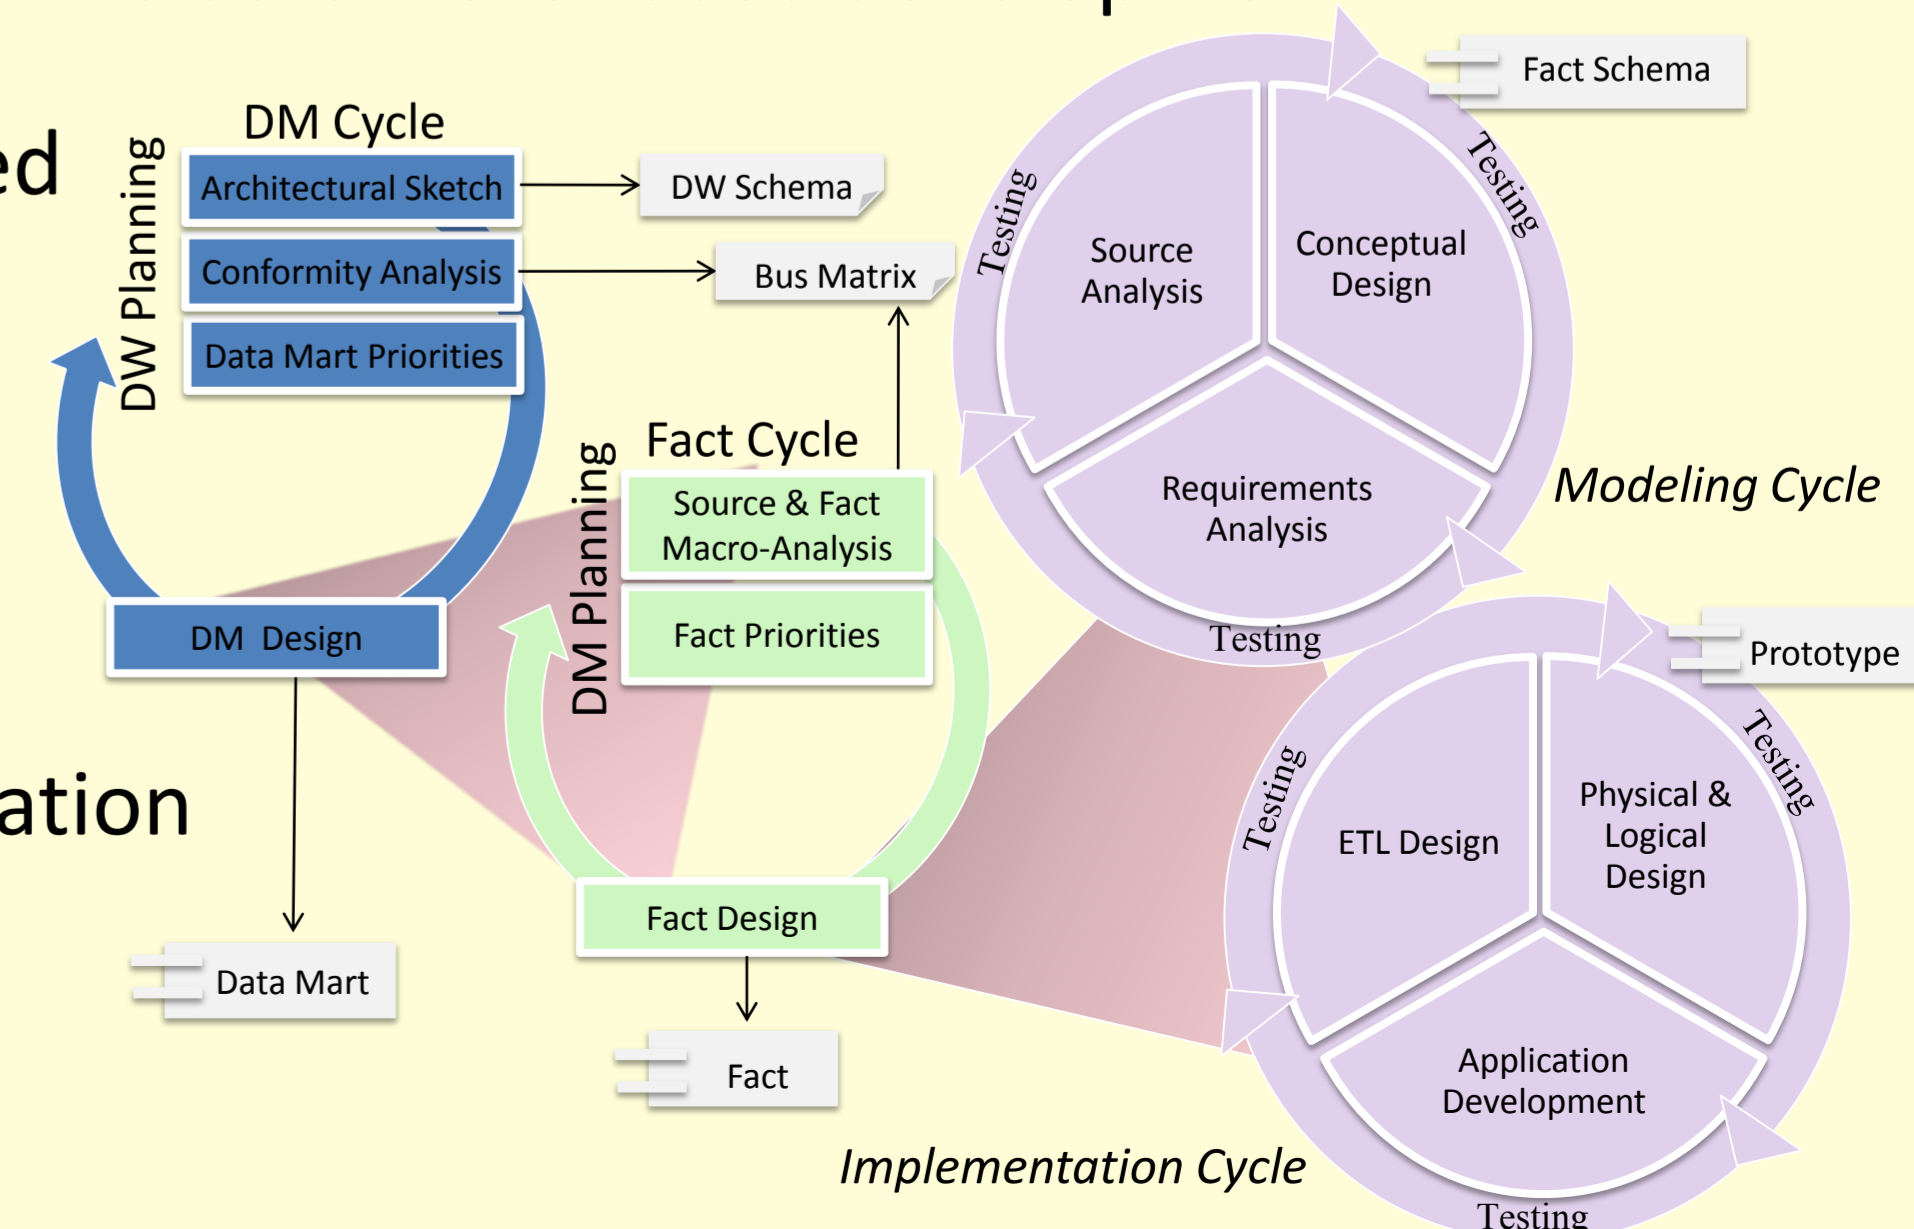 ed
DM Cycle
DW Planning
Architectural Sketch
Conformity Analysis
Data Mart Priorities
DM Design
DW Schema
Bus Matrix
Data Mart
ation
Fact Cycle
DM Planning
Source & Fact
Macro-Analysis
Fact Priorities
Fact Design
Fact
Fact Schema
Testing
Testing
Source
Analysis
Conceptual
Design
Requirements
Analysis
Testing
Modeling Cycle
Prototype
Testing
Testing
ETL Design
Physical &
Logical
Design
Application
Development
Testing
Implementation Cycle